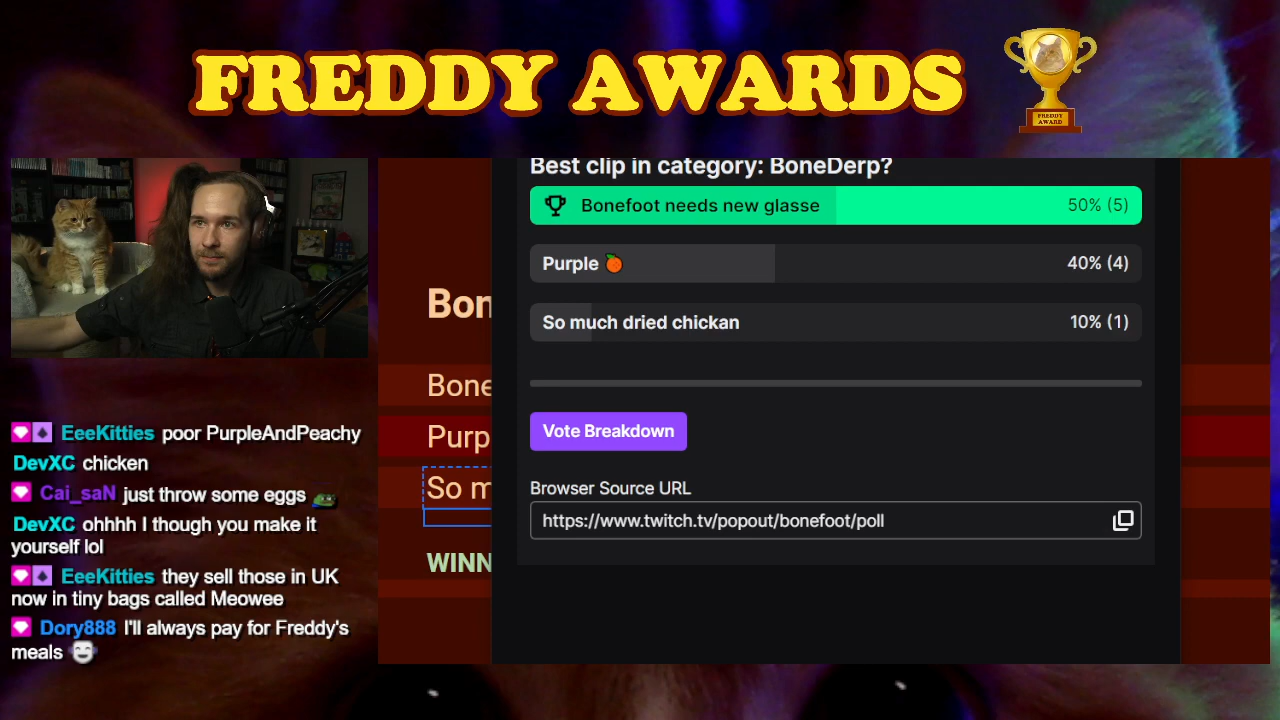 FREDDY AWARDS
FREDDY
AWARD
Best clip in category: BoneDerp?
Bonefoot needs new glasse
50% (5)
Purple
40% (4)
So much dried chickan
10% (1)
Vote Breakdown
Browser Source URL
https://www.twitch.tv/popout/bonefoot/poll
Bon
Bone
Purp
So m
WINN
EeeKitties poor PurpleAndPeachy
DevXC chicken
Cai_saN just throw some eggs
DevXC ohhhh I though you make it
yourself lol
EeeKitties they sell those in UK
now in tiny bags called Meowee
Dory888 I'll always pay for Freddy's
meals